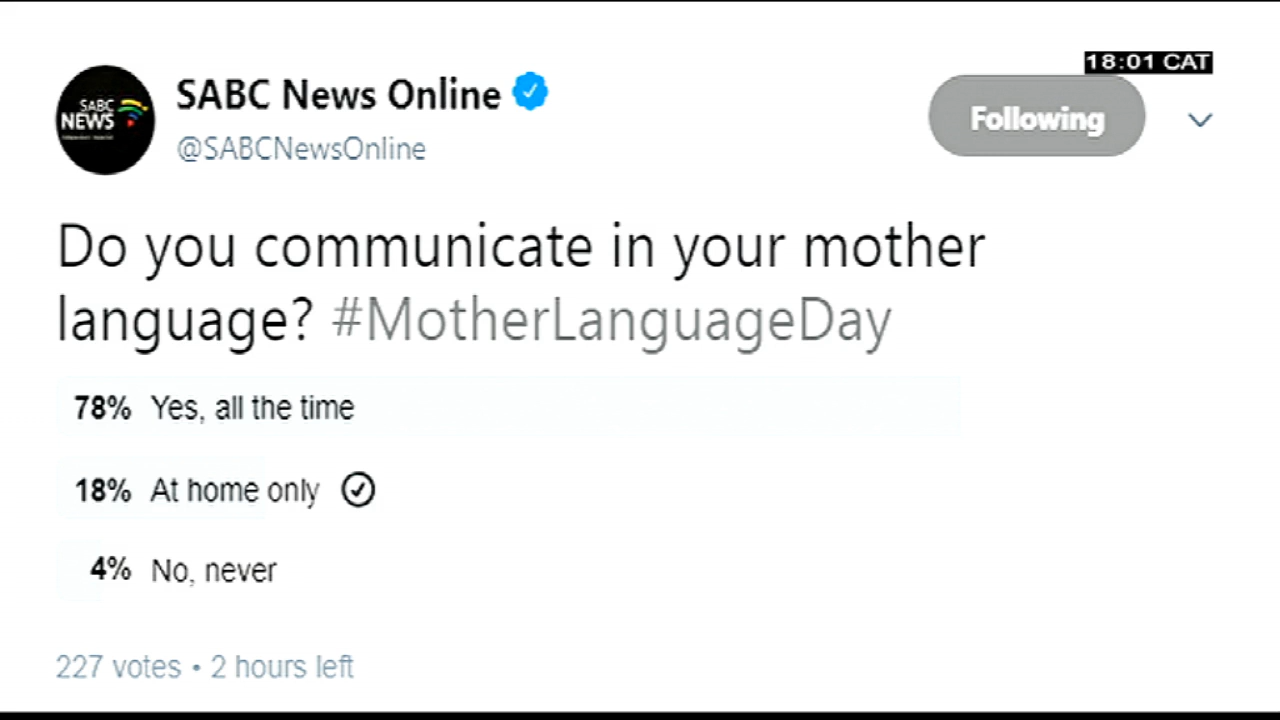 18:01 CAT
SABC
NEWS
SABC News Online
@SABCNewsOnline
Following
Do you communicate in your mother
language? #MotherLanguageDay
78% Yes, all the time
18% At home only
4% No, never
227 votes • 2 hours left